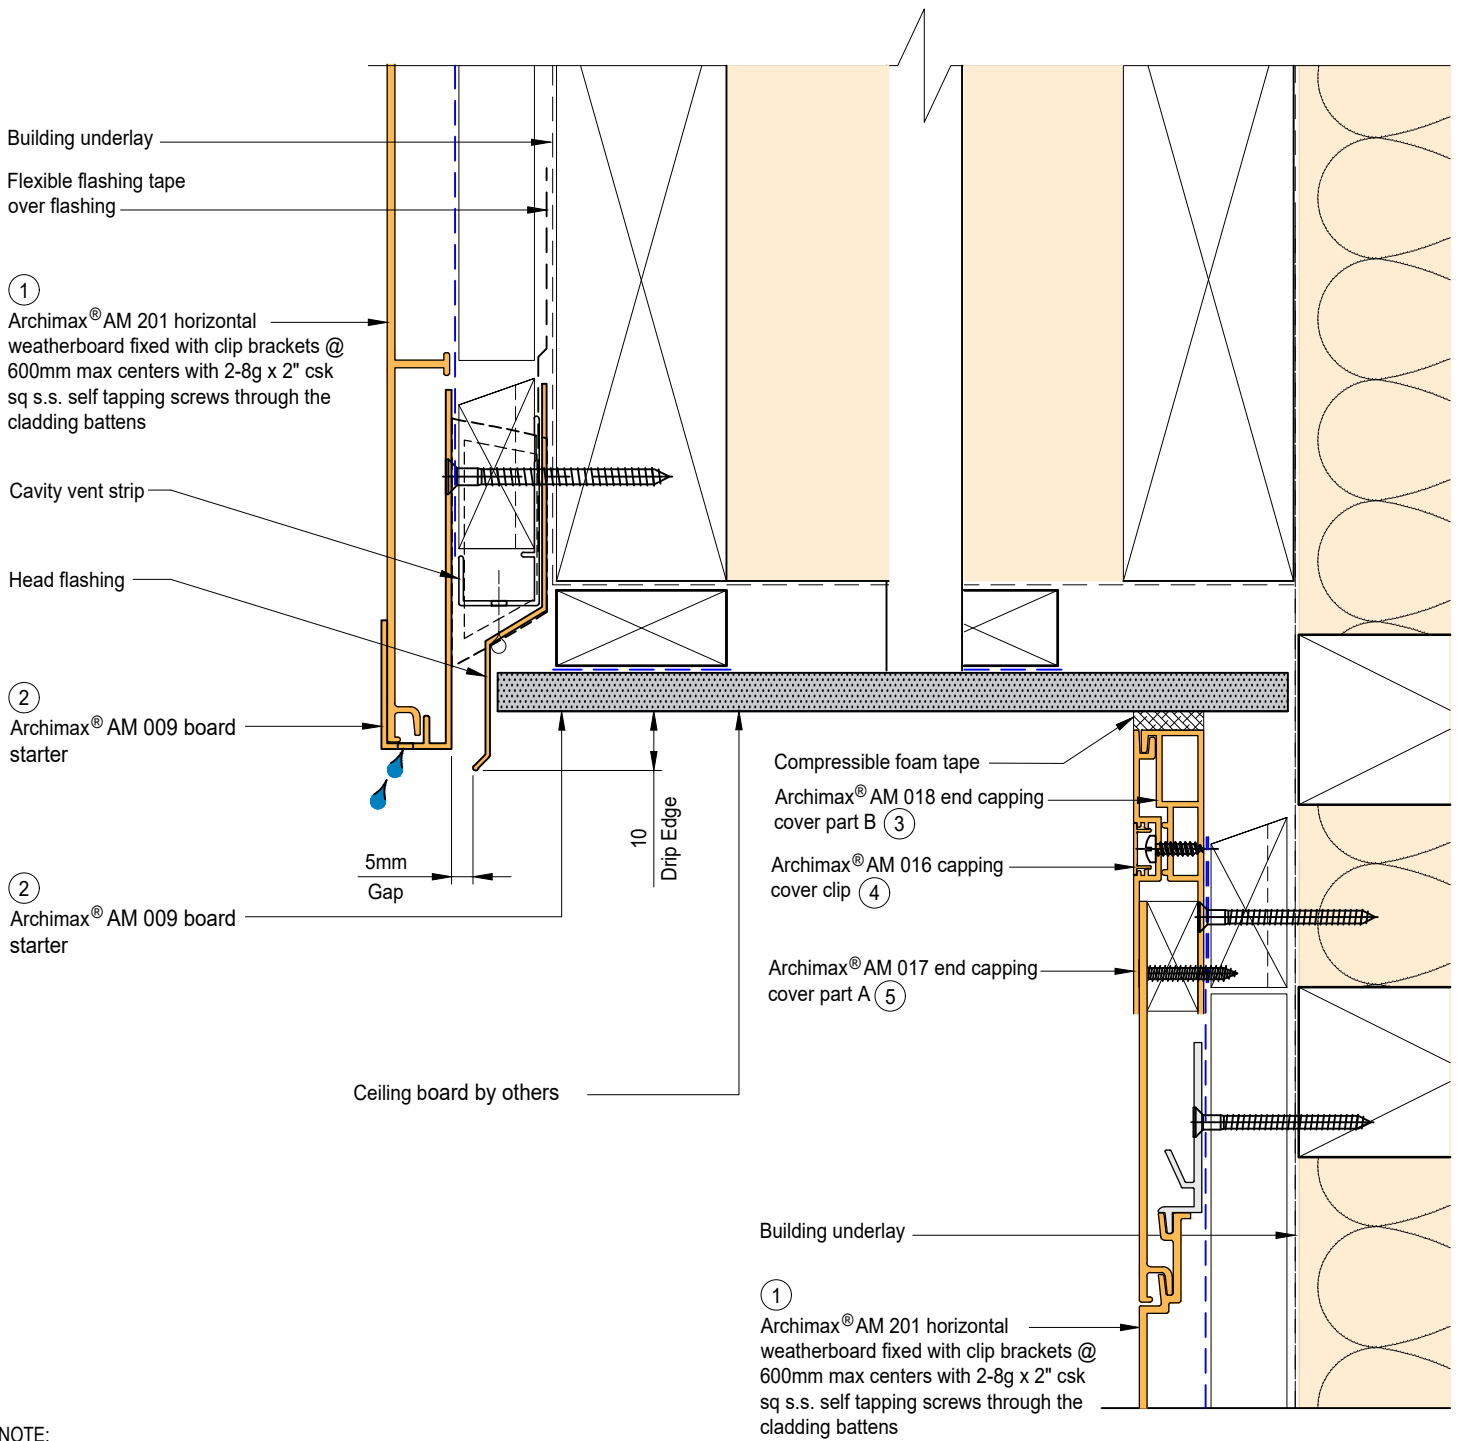 Building underlay
Flexible flashing tape
over flashing
1
Archimax® AM 201 horizontal
weatherboard fixed with clip brackets @
600mm max centers with 2-8g x 2" csk
sq s.s. self tapping screws through the
cladding battens
Cavity vent strip
Head flashing
2
Archimax® AM 009 board
starter
5mm
Gap
10
Drip Edge
2
Archimax® AM 009 board
starter
Compressible foam tape
Archimax® AM 018 end capping
cover part B 3
Archimax® AM 016 capping
cover clip 4
Archimax® AM 017 end capping
cover part A 5
Ceiling board by others
Building underlay
1
Archimax® AM 201 horizontal
weatherboard fixed with clip brackets @
600mm max centers with 2-8g x 2" csk
sq s.s. self tapping screws through the
cladding battens
NOTE: